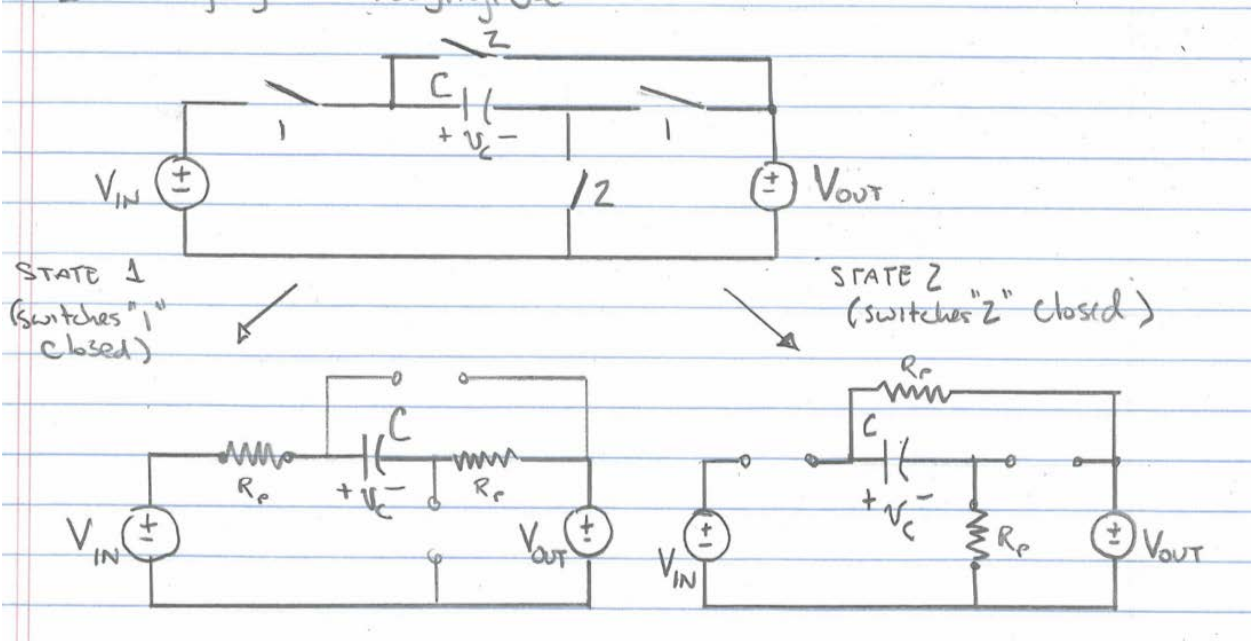 2
C
1
+ V_C −
1
V_IN
+
−
/2
+
−
V_OUT
STATE 1
(switches "1"
closed)
STATE 2
(switches "2" closed)
R_P
C
R_P
+ V_C −
R_P
V_IN
+
−
V_OUT
+
−
R_P
C
+ V_C −
R_P
V_IN
+
−
+
−
V_OUT